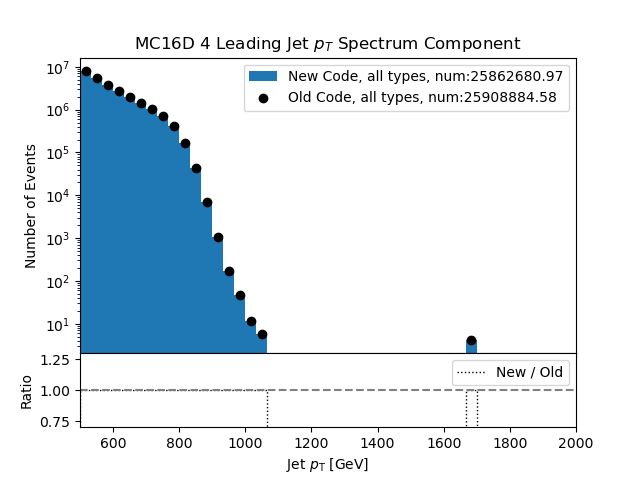 MC16D 4 Leading Jet pT Spectrum Component
New Code, all types, num:25862680.97
Old Code, all types, num:25908884.58
Number of Events
10^7
10^6
10^5
10^4
10^3
10^2
10^1
New / Old
Ratio
1.25
1.00
0.75
600 800 1000 1200 1400 1600 1800 2000
Jet pT [GeV]